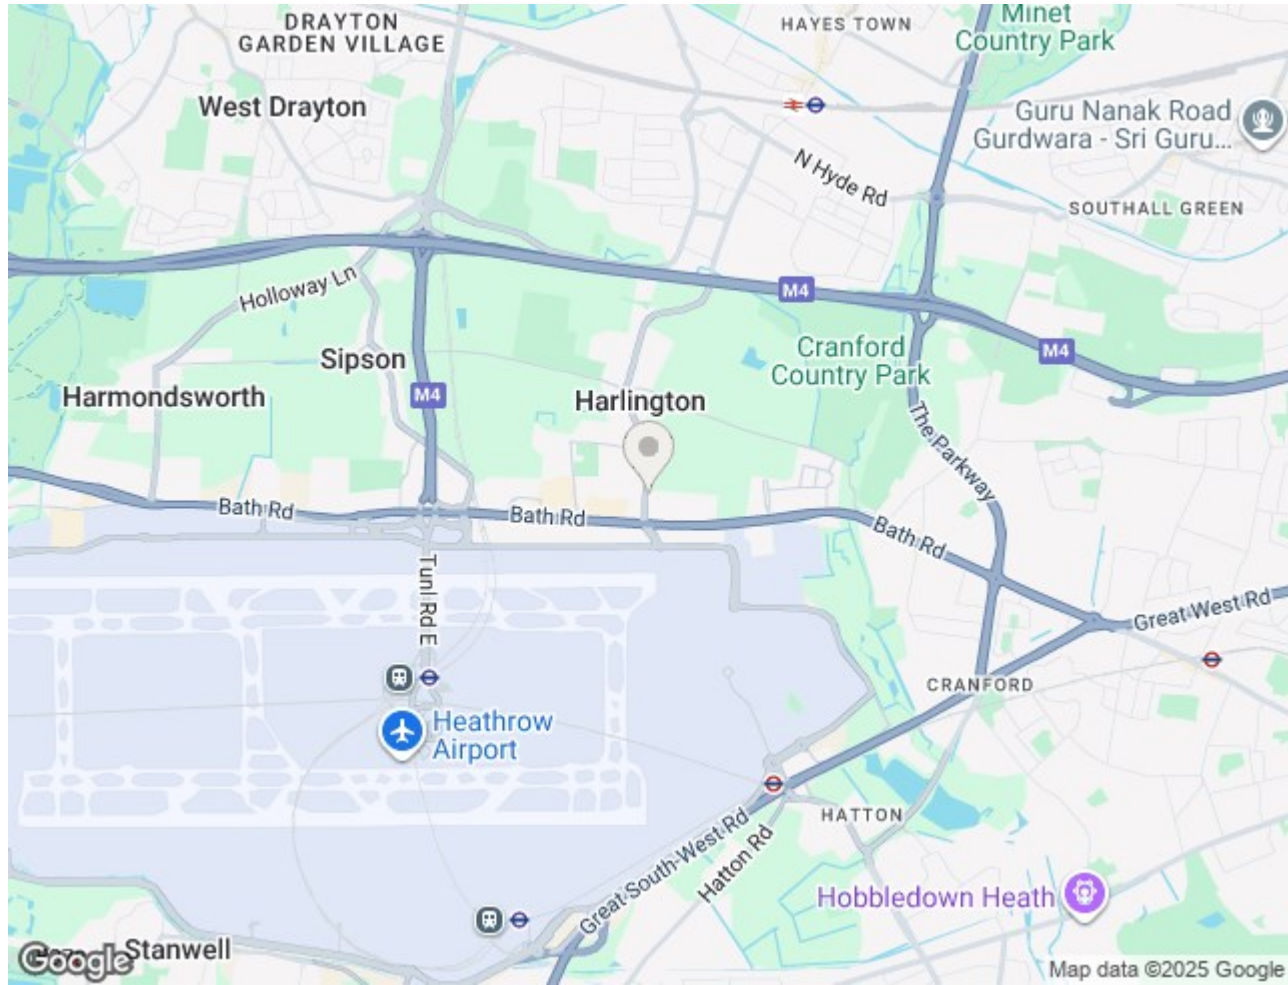 DRAYTON
GARDEN VILLAGE
HAYES TOWN
Minet
Country Park
West Drayton
Guru Nanak Road
Gurdwara - Sri Guru...
N Hyde Rd
SOUTHALL GREEN
Holloway Ln
M4
Sipson
Cranford
Country Park
M4
Harmondsworth
M4
Harlington
The Parkway
Bath Rd
Bath Rd
Bath Rd
Tunl Rd E
Great West Rd
CRANFORD
Heathrow
Airport
HATTON
Great South-West Rd
Hatton Rd
Hobbledown Heath
Stanwell
Google
Map data ©2025 Google